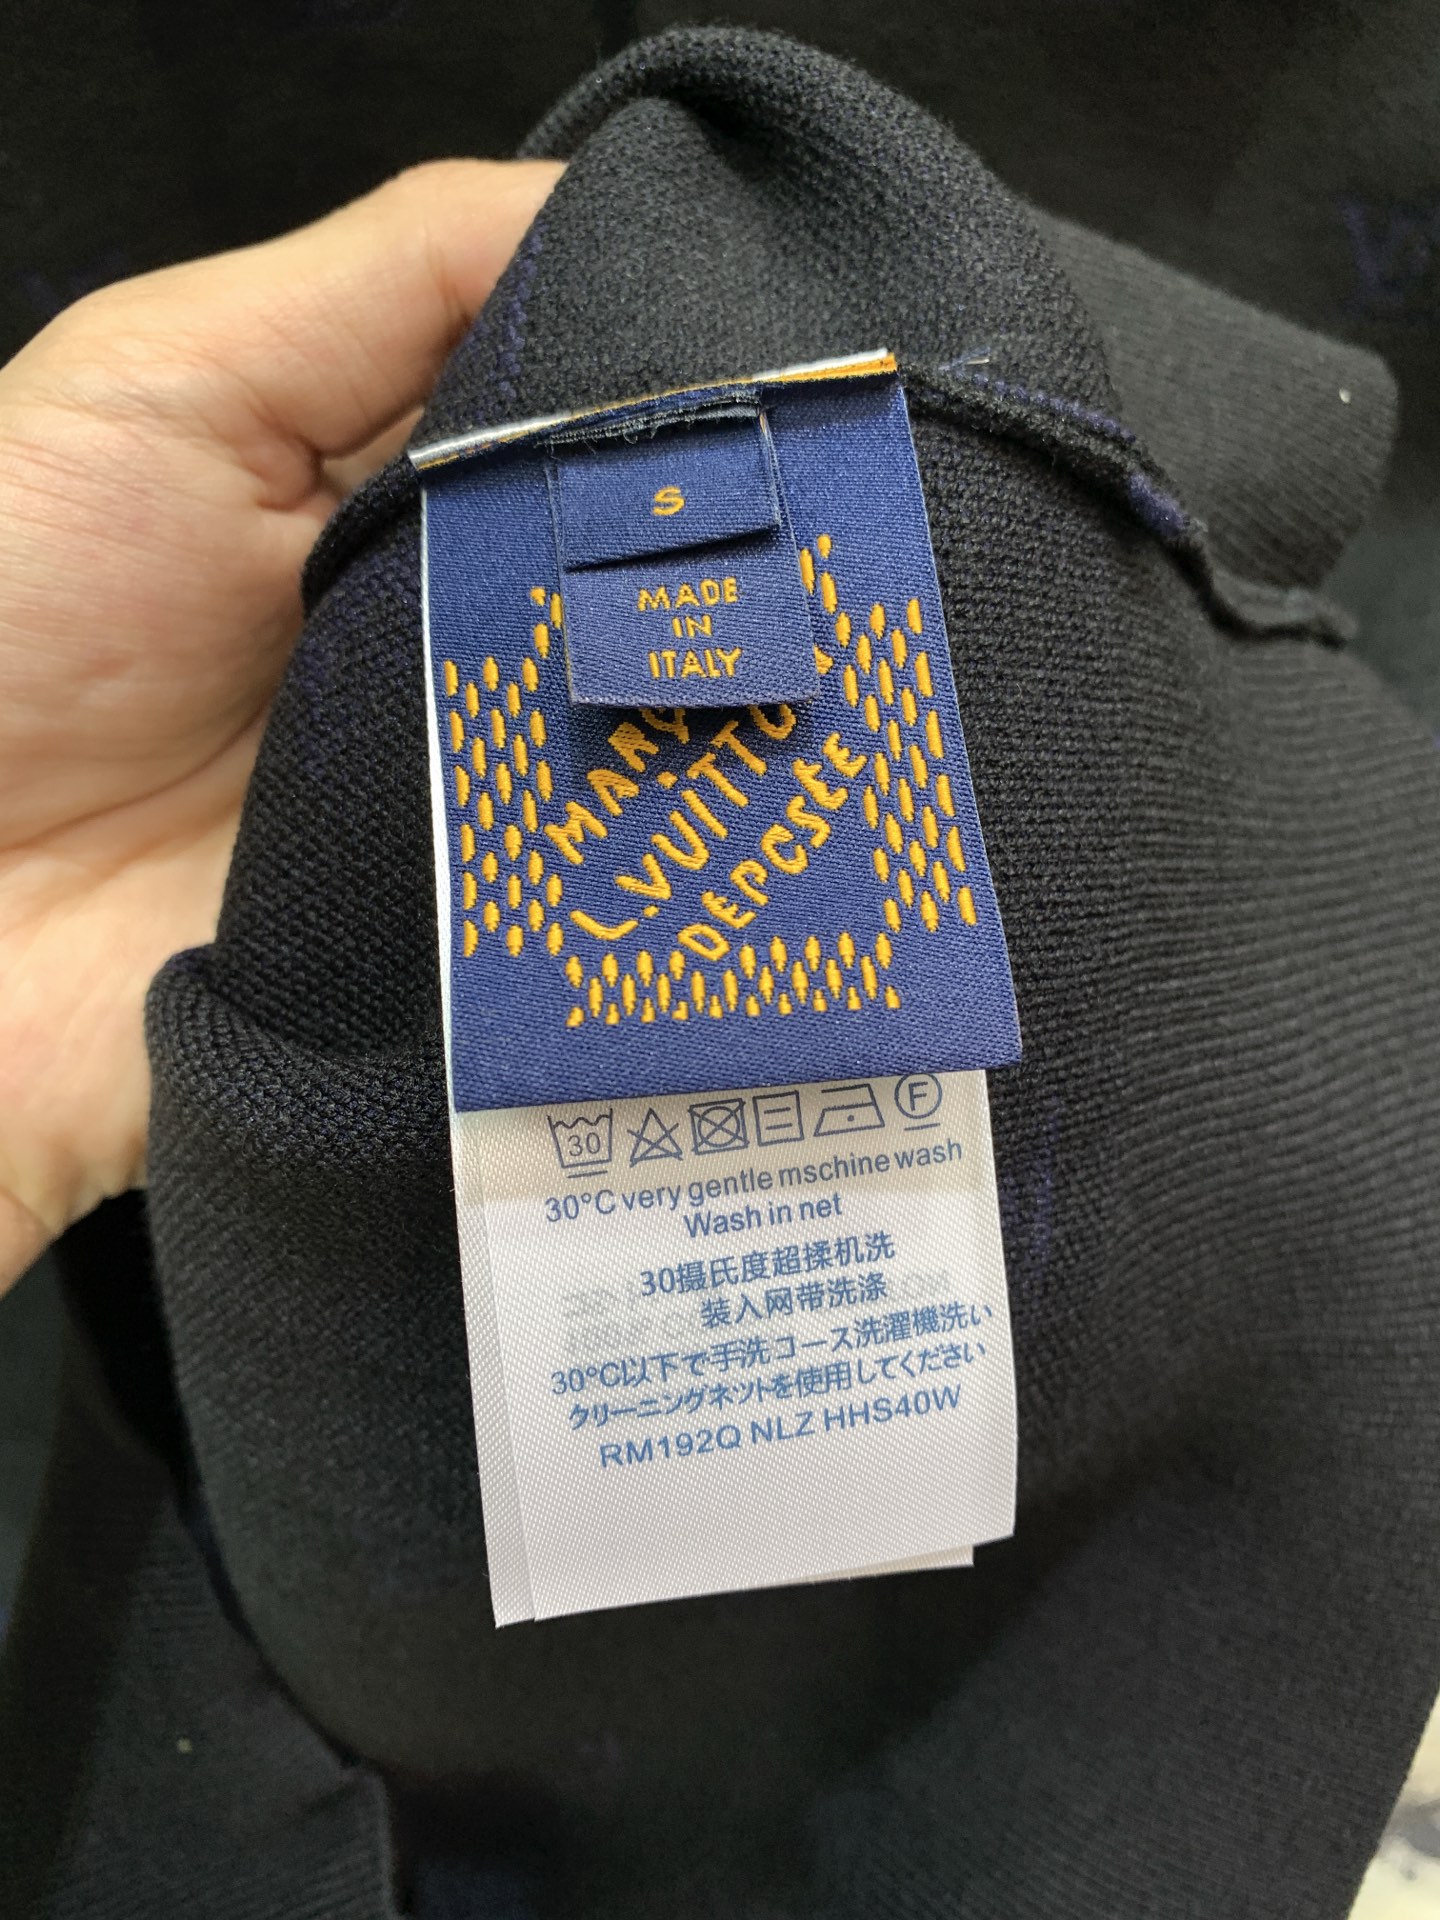 S
MADE
IN
ITALY
L.VUITTO
DEPCSÉE
30
F
30°C very gentle mschine wash
Wash in net
30摄氏度超揉机洗
装入网带洗涤
30°C以下で手洗コース洗濯機洗い
クリーニングネットを使用してください
RM192Q NLZ HHS40W